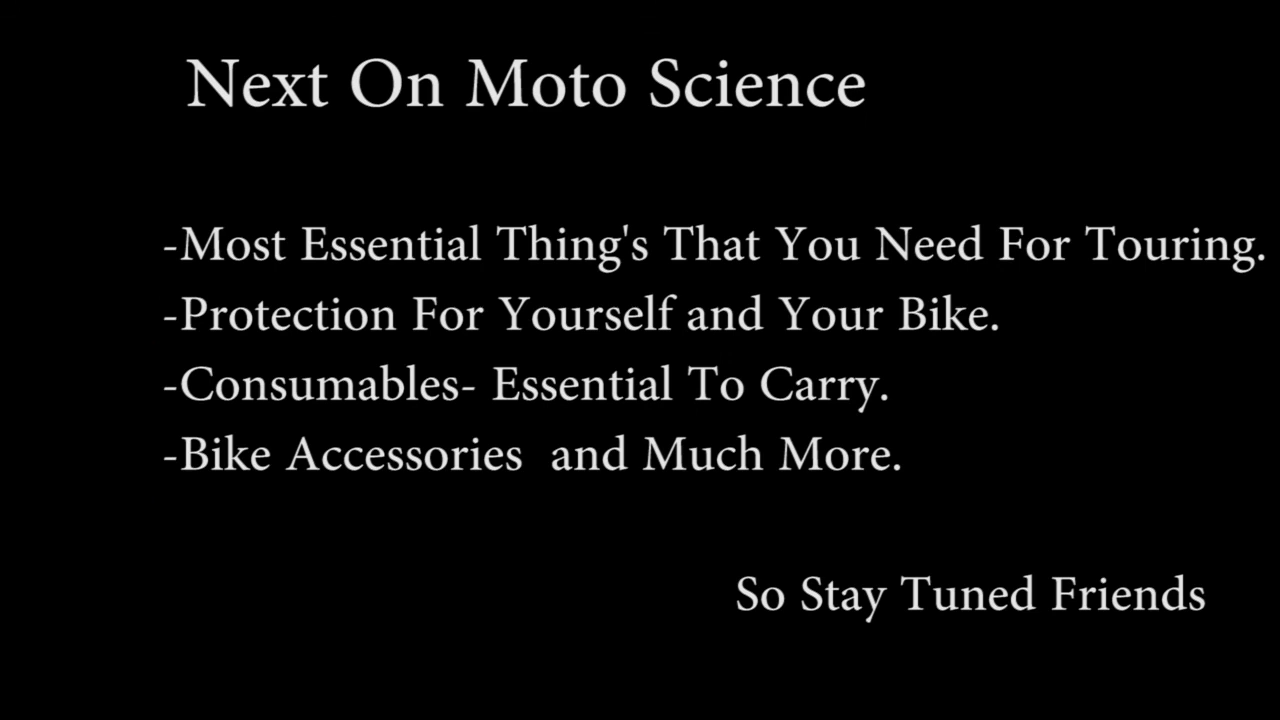 Next On Moto Science
-Most Essential Thing's That You Need For Touring.
-Protection For Yourself and Your Bike.
-Consumables- Essential To Carry.
-Bike Accessories  and Much More.
So Stay Tuned Friends